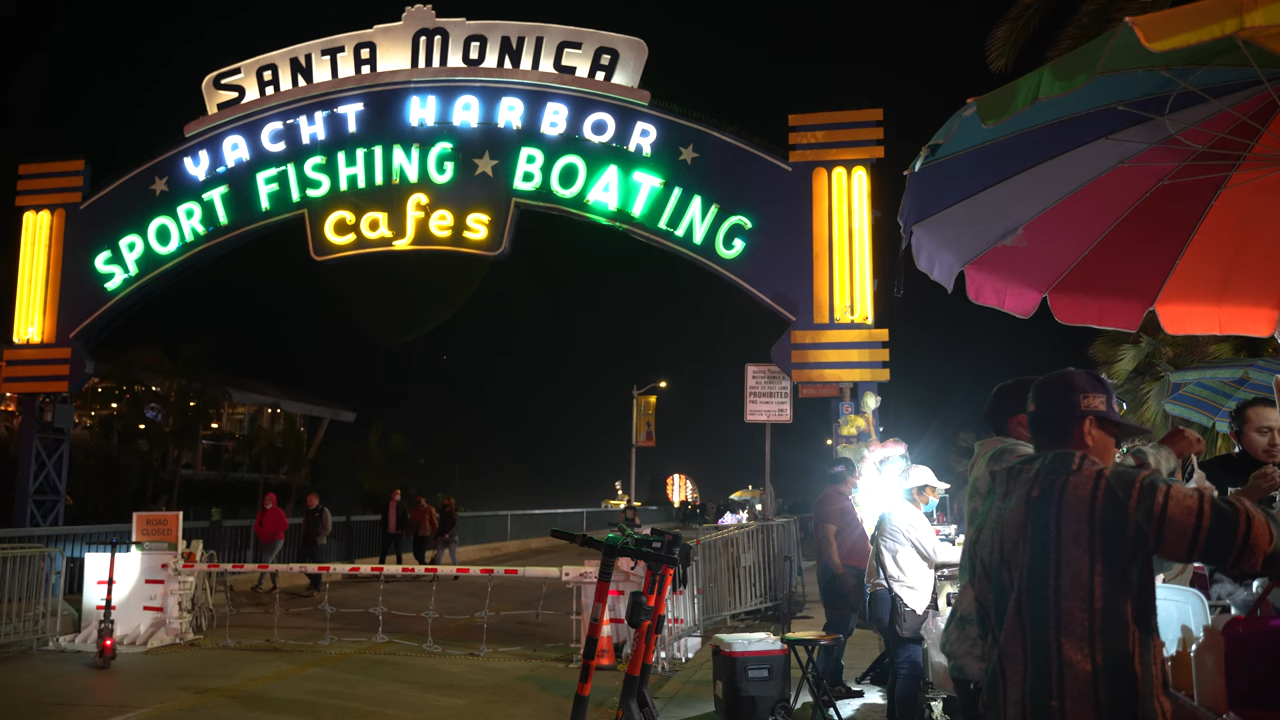 SANTA MONICA
YACHT HARBOR
SPORT FISHING ★ BOATING
cafes
ROAD
CLOSED
PROHIBITED